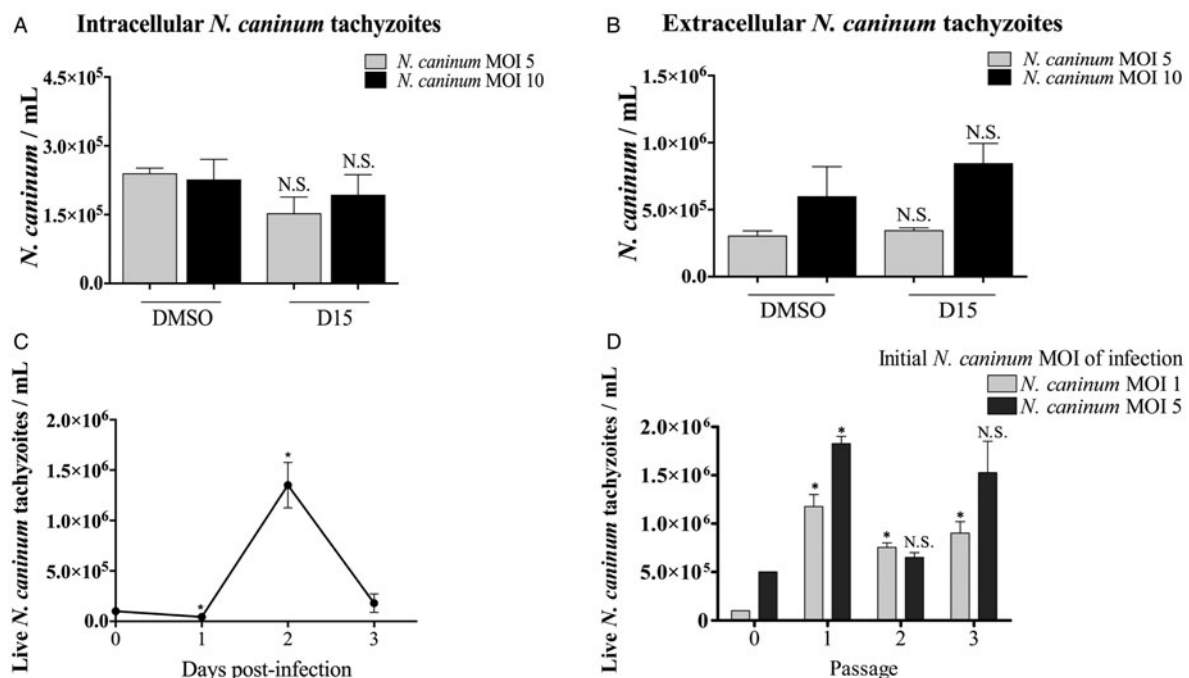 A
Intracellular N. caninum tachyzoites
N. caninum MOI 5
N. caninum MOI 10
N. caninum / mL
4.5×10⁵
3.0×10⁵
1.5×10⁵
0.0
N.S.
N.S.
DMSO
D15
B
Extracellular N. caninum tachyzoites
N. caninum MOI 5
N. caninum MOI 10
N. caninum / mL
1.5×10⁶
1.0×10⁶
5.0×10⁵
0.0
N.S.
N.S.
DMSO
D15
C
Live N. caninum tachyzoites / mL
2.0×10⁶
1.5×10⁶
1.0×10⁶
5.0×10⁵
0.0
*
*
0 1 2 3
Days post-infection
D
Initial N. caninum MOI of infection
N. caninum MOI 1
N. caninum MOI 5
Live N. caninum tachyzoites / mL
2.0×10⁶
1.5×10⁶
1.0×10⁶
5.0×10⁵
0
*
*
*
N.S.
*
N.S.
0 1 2 3
Passage